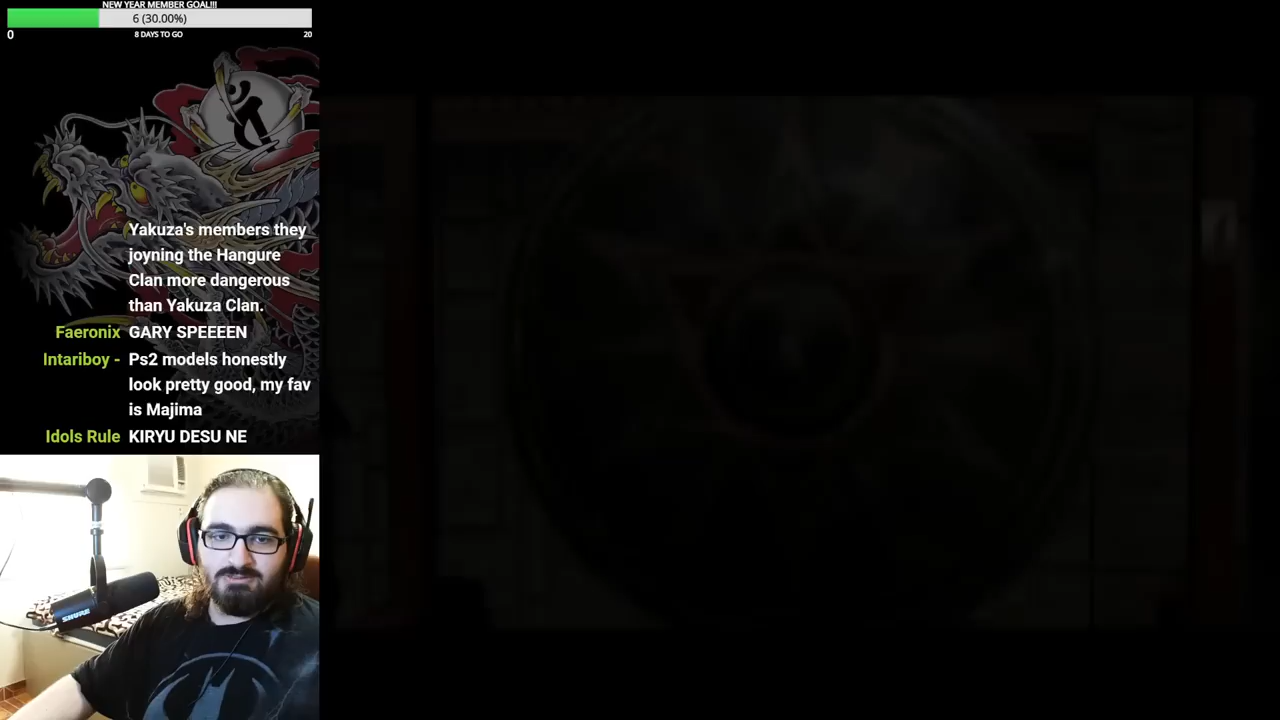 NEW YEAR MEMBER GOAL!!!
6 (30.00%)
0 8 DAYS TO GO 20
Yakuza's members they
joyning the Hangure
Clan more dangerous
than Yakuza Clan.
Faeronix GARY SPEEEEN
Intariboy - Ps2 models honestly
look pretty good, my fav
is Majima
Idols Rule KIRYU DESU NE
SHURE